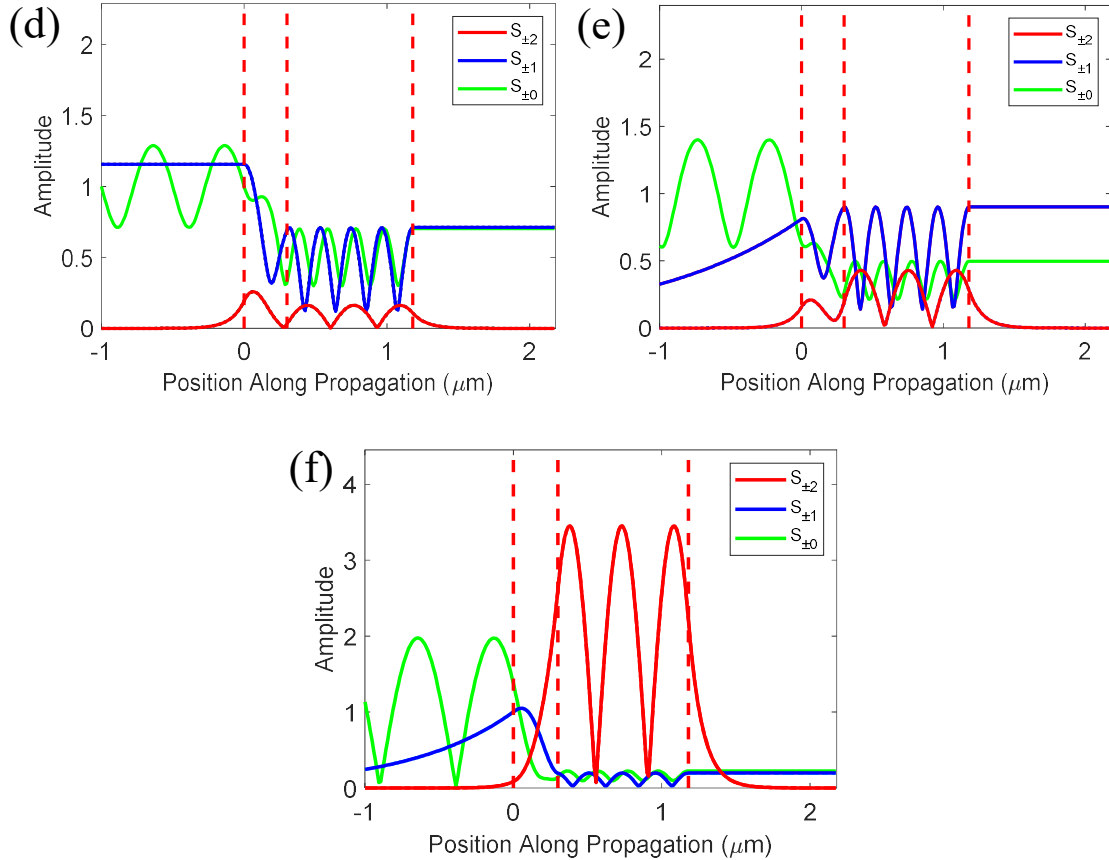 (d)
2
1.5
1
0.5
0
Amplitude
S±2
S±1
S±0
-1
0
1
2
Position Along Propagation (μm)
(e)
2
1.5
1
0.5
0
Amplitude
S±2
S±1
S±0
-1
0
1
2
Position Along Propagation (μm)
(f)
4
3
2
1
0
Amplitude
S±2
S±1
S±0
-1
0
1
2
Position Along Propagation (μm)